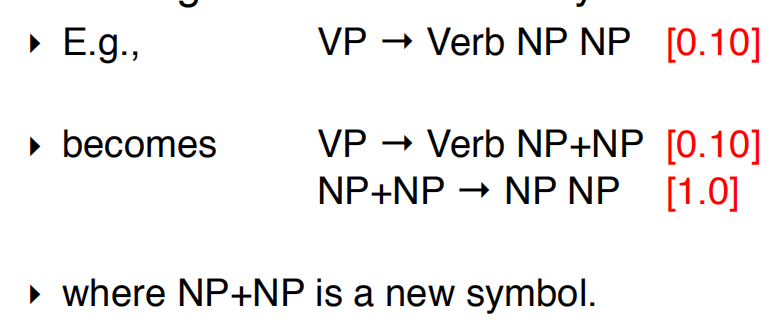 ‣ E.g., VP → Verb NP NP [0.10]
‣ becomes VP → Verb NP+NP [0.10]
NP+NP → NP NP [1.0]
‣ where NP+NP is a new symbol.